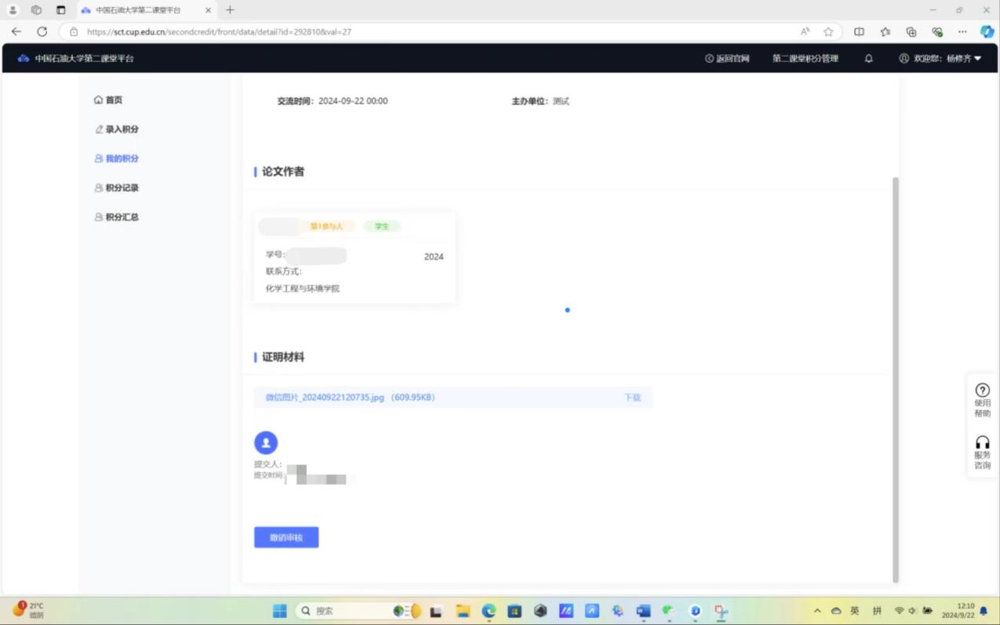 中国石油大学第二课堂平台
https://sct.cup.edu.cn/secondcredit/front/data/detail?id=292810&val=27
中国石油大学第二课堂平台
返回官网
第二课堂积分管理
欢迎您：杨修齐
首页
录入积分
我的积分
积分记录
积分汇总
交流时间：2024-09-22 00:00
主办单位：测试
论文作者
第1参与人
学生
学号:
2024
联系方式:
化学工程与环境学院
证明材料
微信图片_20240922120735.jpg （609.95KB）
下载
提交人：
提交时间:
撤销审核
使用
帮助
服务
咨询
1
21°C
晴朗
搜索
英
拼
12:10
2024/9/22